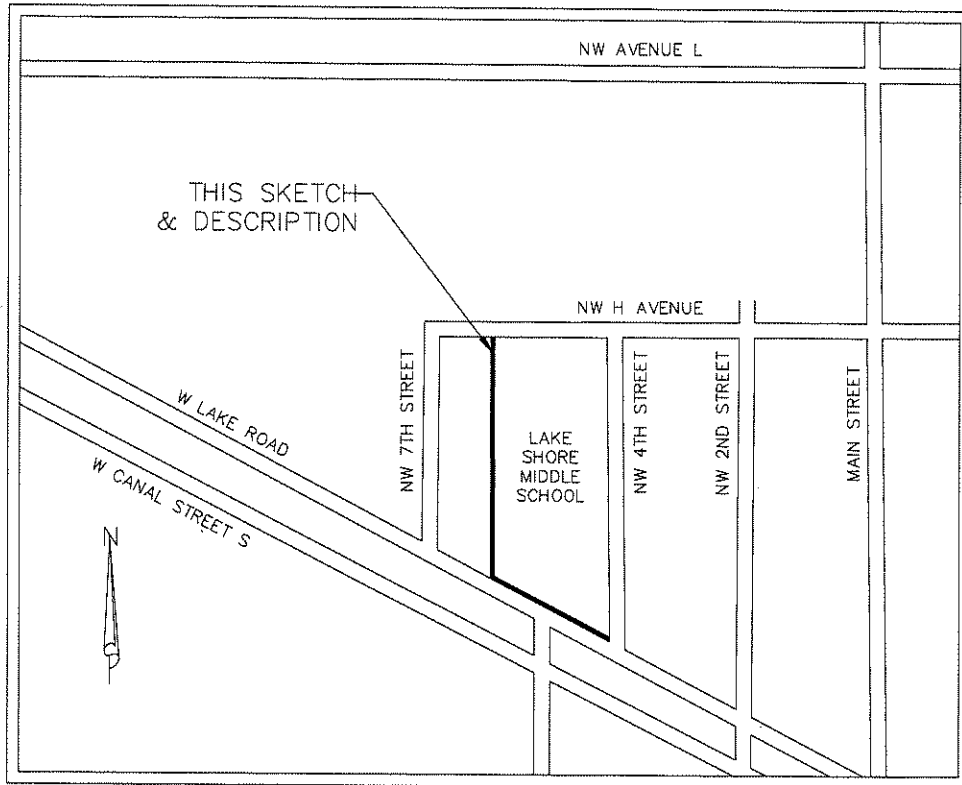 NW AVENUE L
THIS SKETCH
& DESCRIPTION
NW H AVENUE
W LAKE ROAD
W CANAL STREET S
NW 7TH STREET
LAKE
SHORE
MIDDLE
SCHOOL
NW 4TH STREET
NW 2ND STREET
MAIN STREET
N